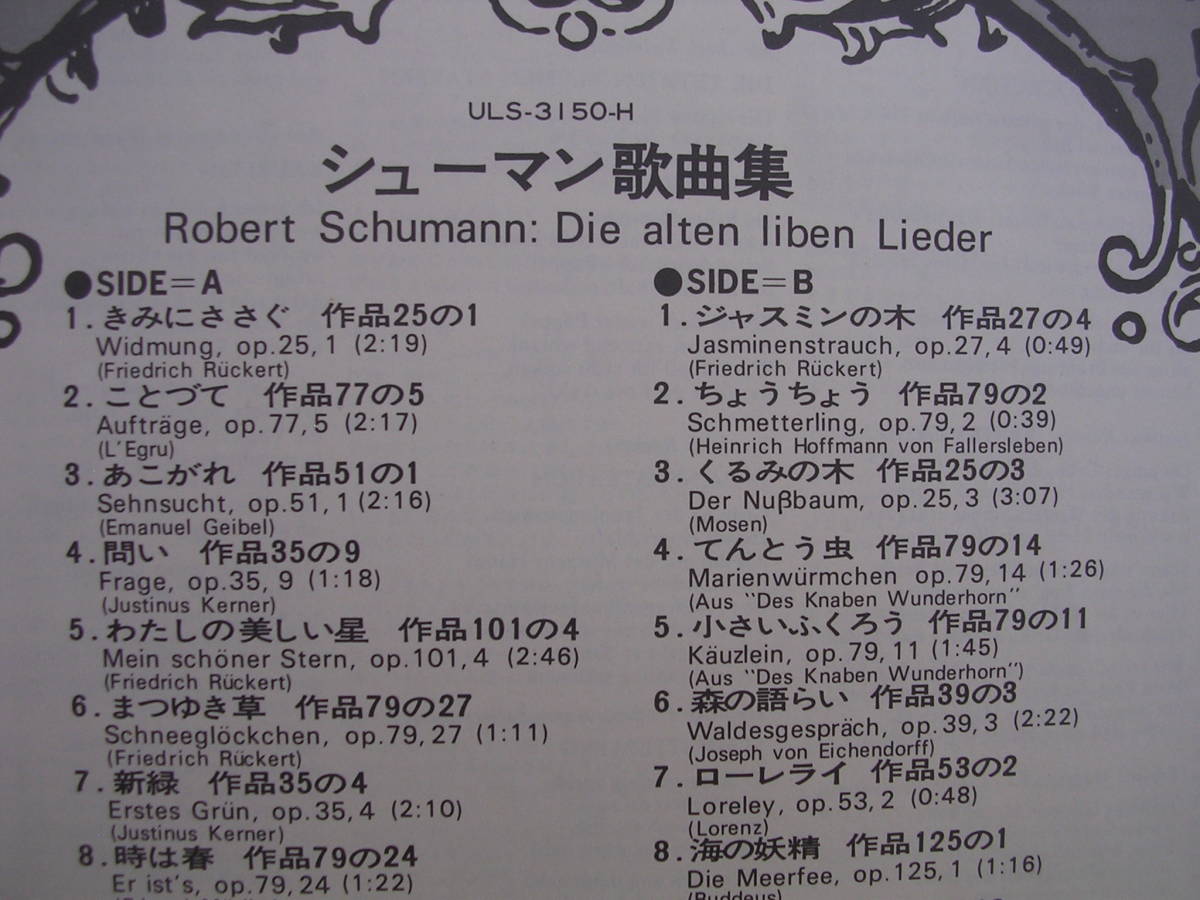 ULS-3150-H
シューマン歌曲集
Robert Schumann: Die alten liben Lieder
●SIDE=A
1.きみにささぐ 作品25の1
Widmung, op.25,1 (2:19)
(Friedrich Rückert)
2.ことづて 作品77の5
Aufträge, op.77,5 (2:17)
(L'Egru)
3.あこがれ 作品51の1
Sehnsucht, op.51,1 (2:16)
(Emanuel Geibel)
4.問い 作品35の9
Frage, op.35,9 (1:18)
(Justinus Kerner)
5.わたしの美しい星 作品101の4
Mein schöner Stern, op.101,4 (2:46)
(Friedrich Rückert)
6.まつゆき草 作品79の27
Schneeglöckchen, op.79,27 (1:11)
(Friedrich Rückert)
7.新緑 作品35の4
Erstes Grün, op.35,4 (2:10)
(Justinus Kerner)
8.時は春 作品79の24
Er ist's, op.79,24 (1:22)
●SIDE=B
1.ジャスミンの木 作品27の4
Jasminenstrauch, op.27,4 (0:49)
(Friedrich Rückert)
2.ちょうちょう 作品79の2
Schmetterling, op.79,2 (0:39)
(Heinrich Hoffmann von Fallersleben)
3.くるみの木 作品25の3
Der Nußbaum, op.25,3 (3:07)
(Mosen)
4.てんとう虫 作品79の14
Marienwürmchen op.79,14 (1:26)
(Aus "Des Knaben Wunderhorn"
5.小さいふくろう 作品79の11
Käuzlein, op.79,11 (1:45)
(Aus "Des Knaben Wunderhorn")
6.森の語らい 作品39の3
Waldesgespräch, op.39,3 (2:22)
(Joseph von Eichendorff)
7.ローレライ 作品53の2
Loreley, op.53,2 (0:48)
(Lorenz)
8.海の妖精 作品125の1
Die Meerfee, op.125,1 (1:16)
(Buddeus)